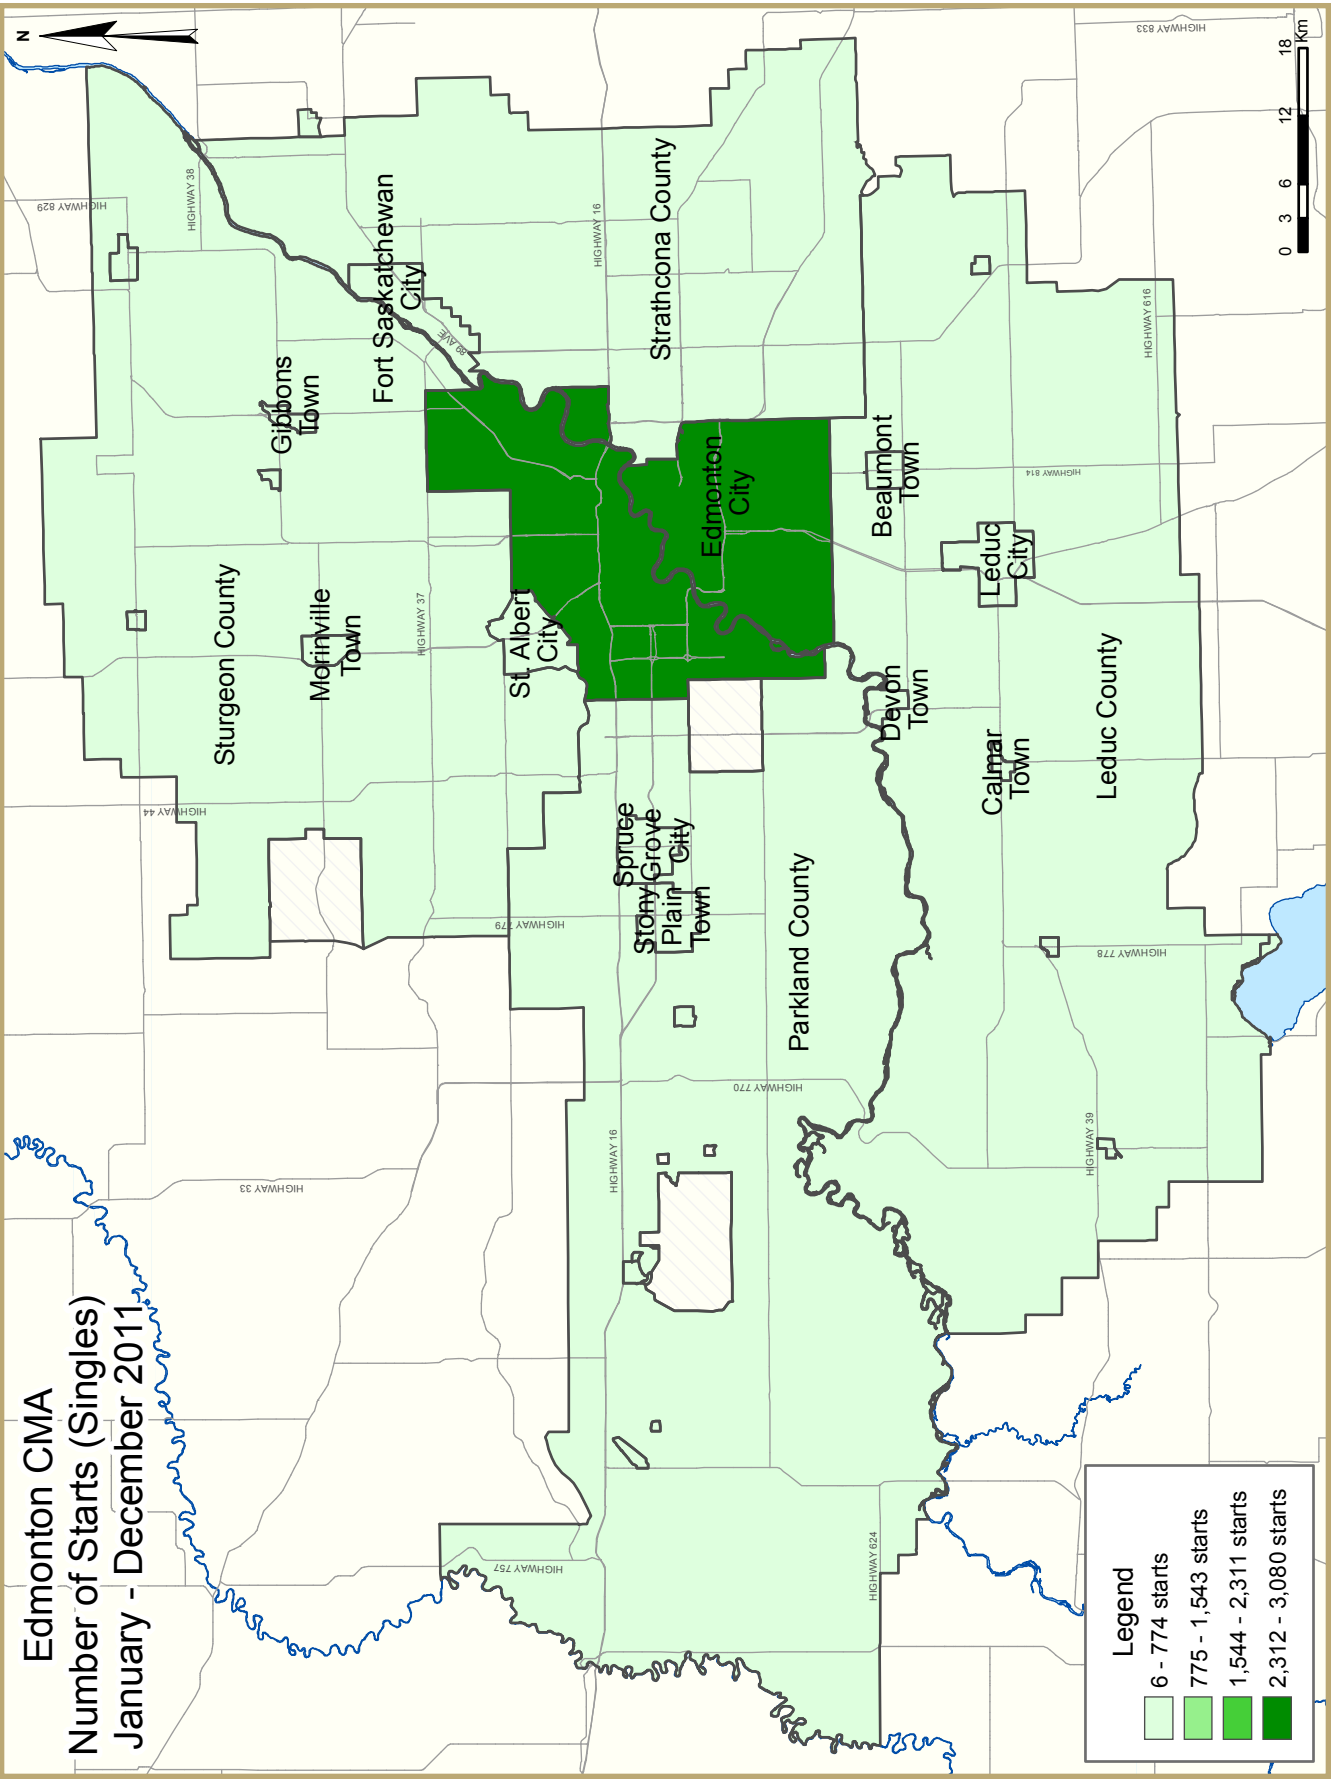 Edmonton CMA
Number of Starts (Singles)
January - December 2011
N
HIGHWAY 829
HIGHWAY 38
HIGHWAY 833
HIGHWAY 44
Sturgeon County
Gibbons
Town
Morinville
Town
Fort Saskatchewan
City
89 AVE
HIGHWAY 37
St. Albert
City
HIGHWAY 779
HIGHWAY 33
HIGHWAY 757
HIGHWAY 16
HIGHWAY 16
Strathcona County
Edmonton
City
Spruce
Grove
City
Stony
Plain
Town
HIGHWAY 770
Parkland County
Beaumont
Town
Devon
Town
HIGHWAY 624
Leduc
City
Calmar
Town
HIGHWAY 814
HIGHWAY 39
HIGHWAY 778
Leduc County
HIGHWAY 616
Legend
6 - 774 starts
775 - 1,543 starts
1,544 - 2,311 starts
2,312 - 3,080 starts
0 3 6 12 18
Km